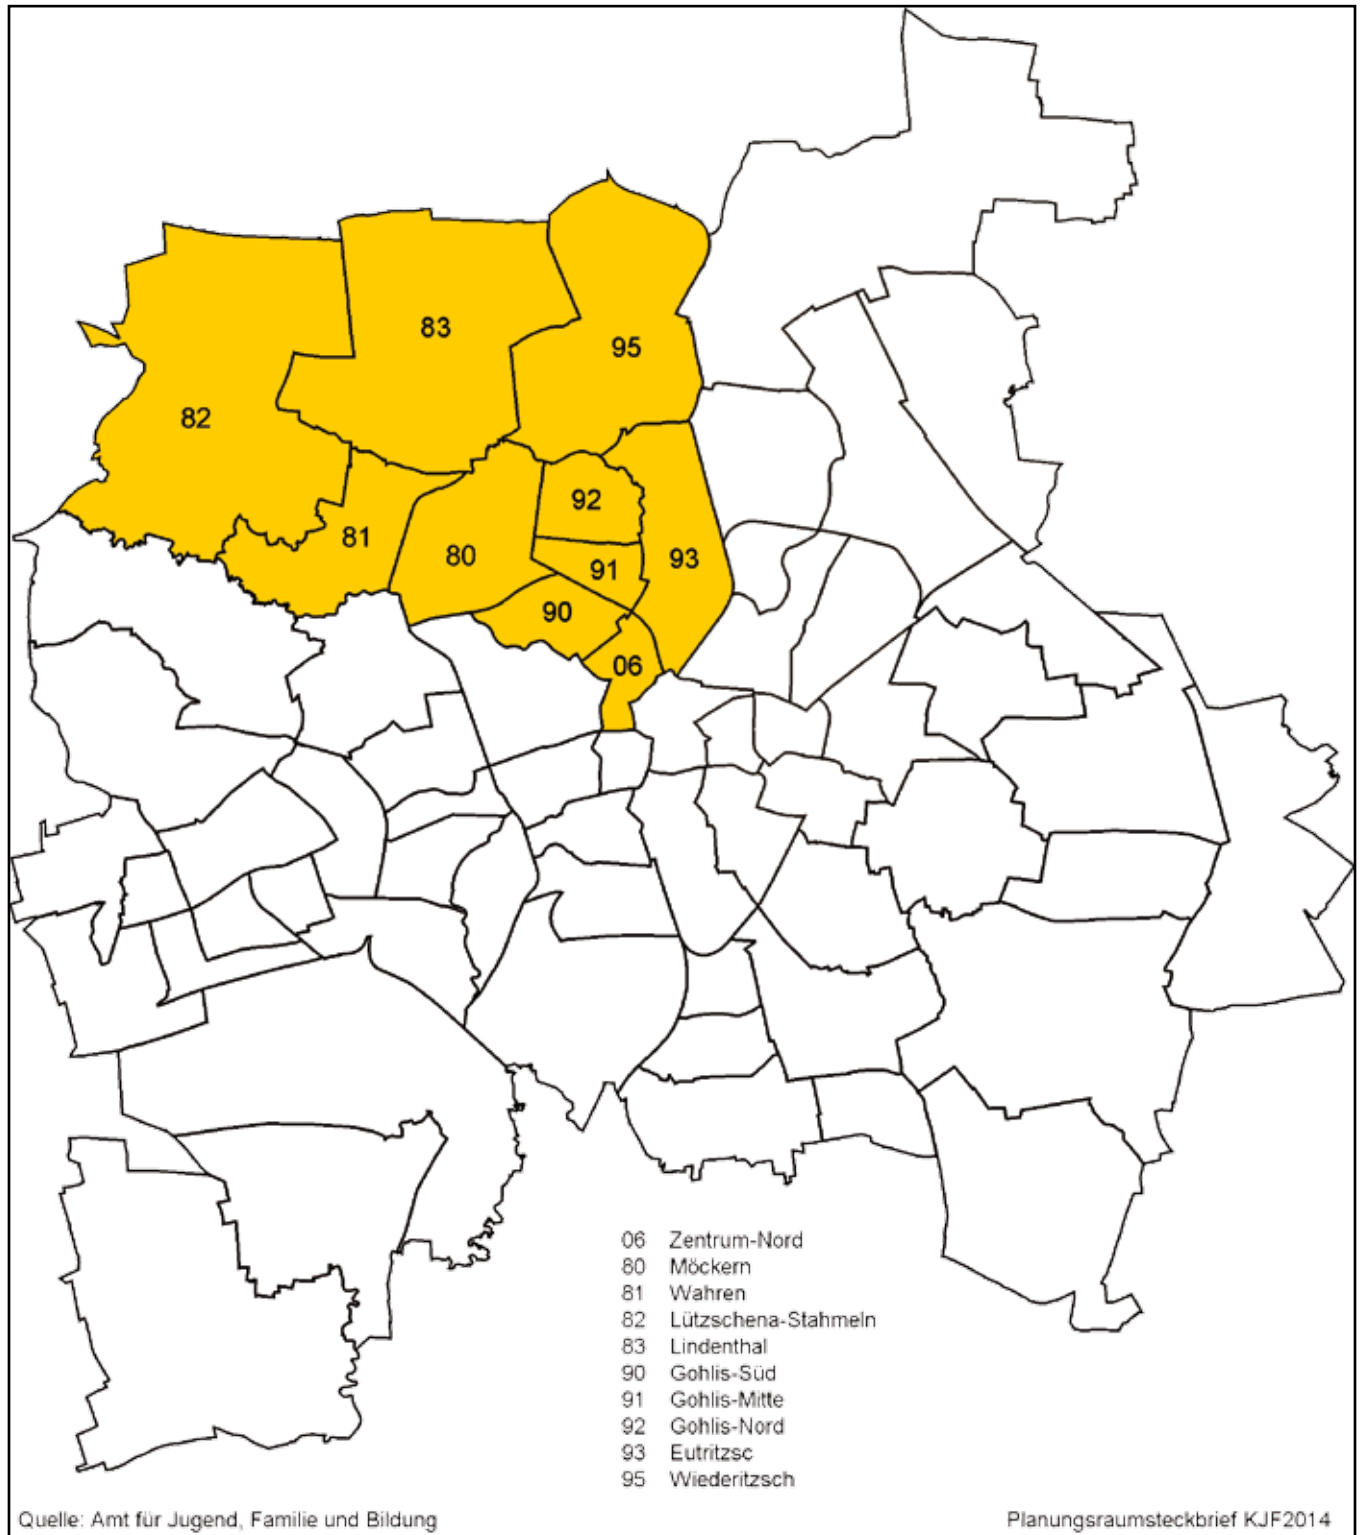 83
95
82
92
81
80
91
93
90
06
06 Zentrum-Nord
80 Möckern
81 Wahren
82 Lützschena-Stahmeln
83 Lindenthal
90 Gohlis-Süd
91 Gohlis-Mitte
92 Gohlis-Nord
93 Eutritzsc
95 Wiederitzsch
Quelle: Amt für Jugend, Familie und Bildung
Planungsraumsteckbrief KJF2014